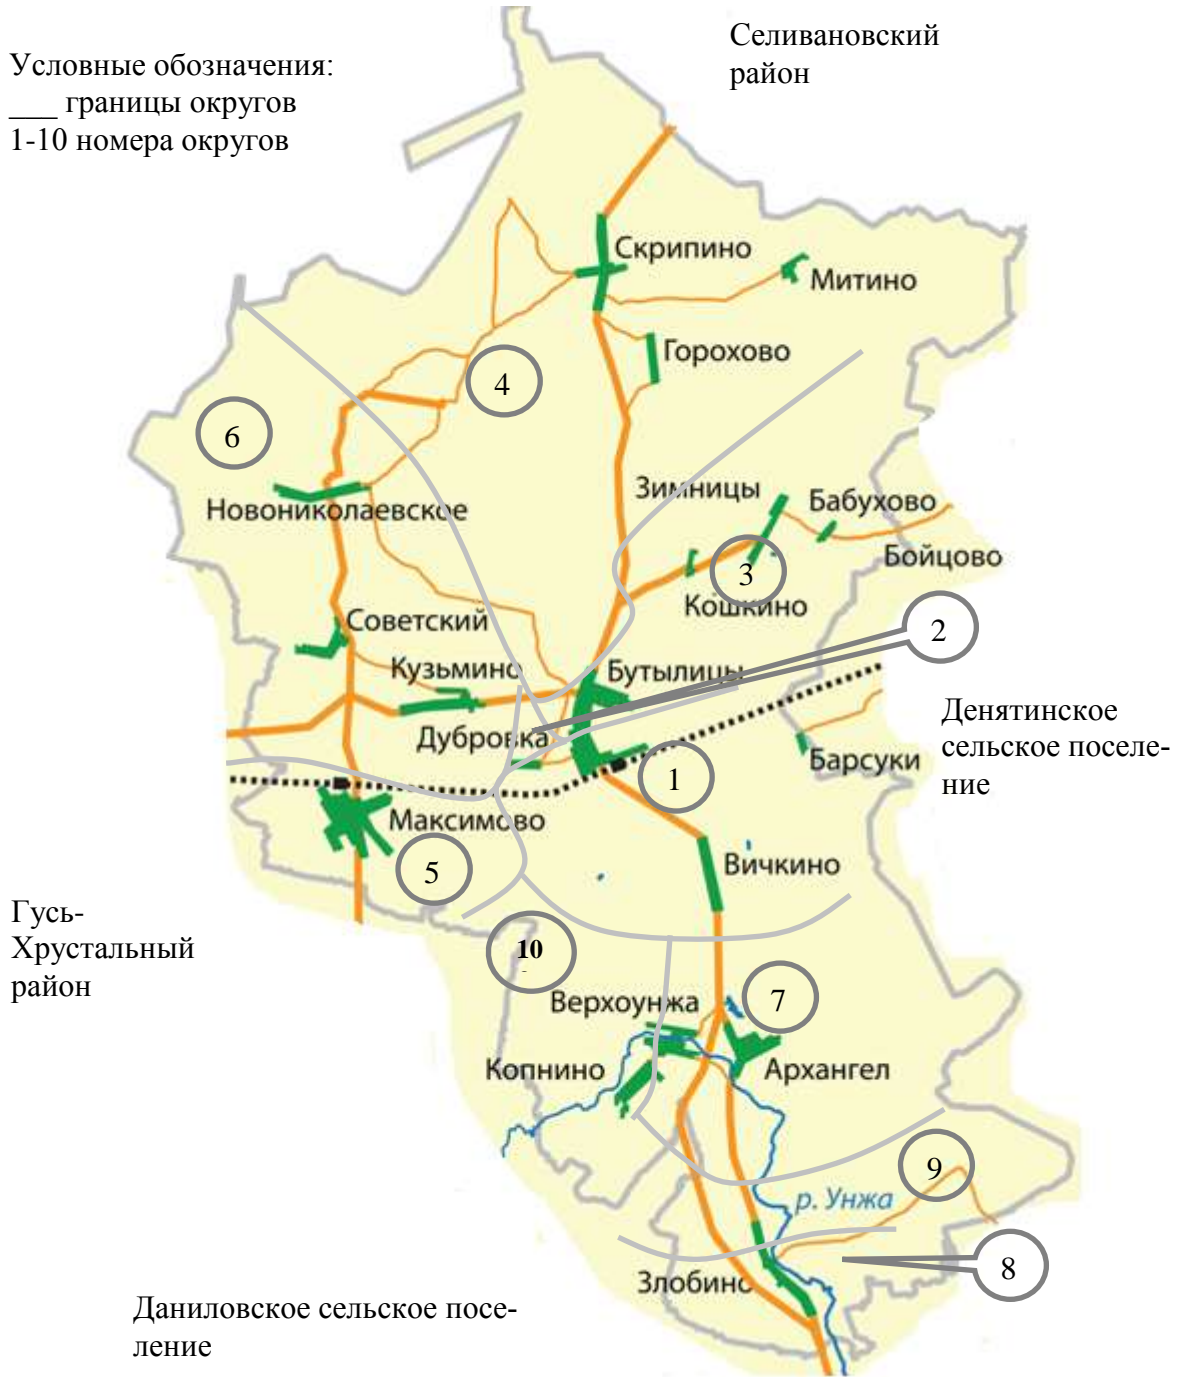 Селивановский
район
Условные обозначения:
___ границы округов
1-10 номера округов
Скрипино
Митино
Горохово
4
6
Зимницы
Бабухово
Новониколаевское
Бойцово
3
Кошкино
Советский
2
Кузьмино
Бутылицы
Денятинское
сельское поселе-
ние
Дубровка
Барсуки
1
Максимово
Вичкино
5
Гусь-
Хрустальный
район
10
7
Верхоунжа
Копнино
Архангел
9
р. Унжа
8
Злобино
Даниловское сельское посе-
ление